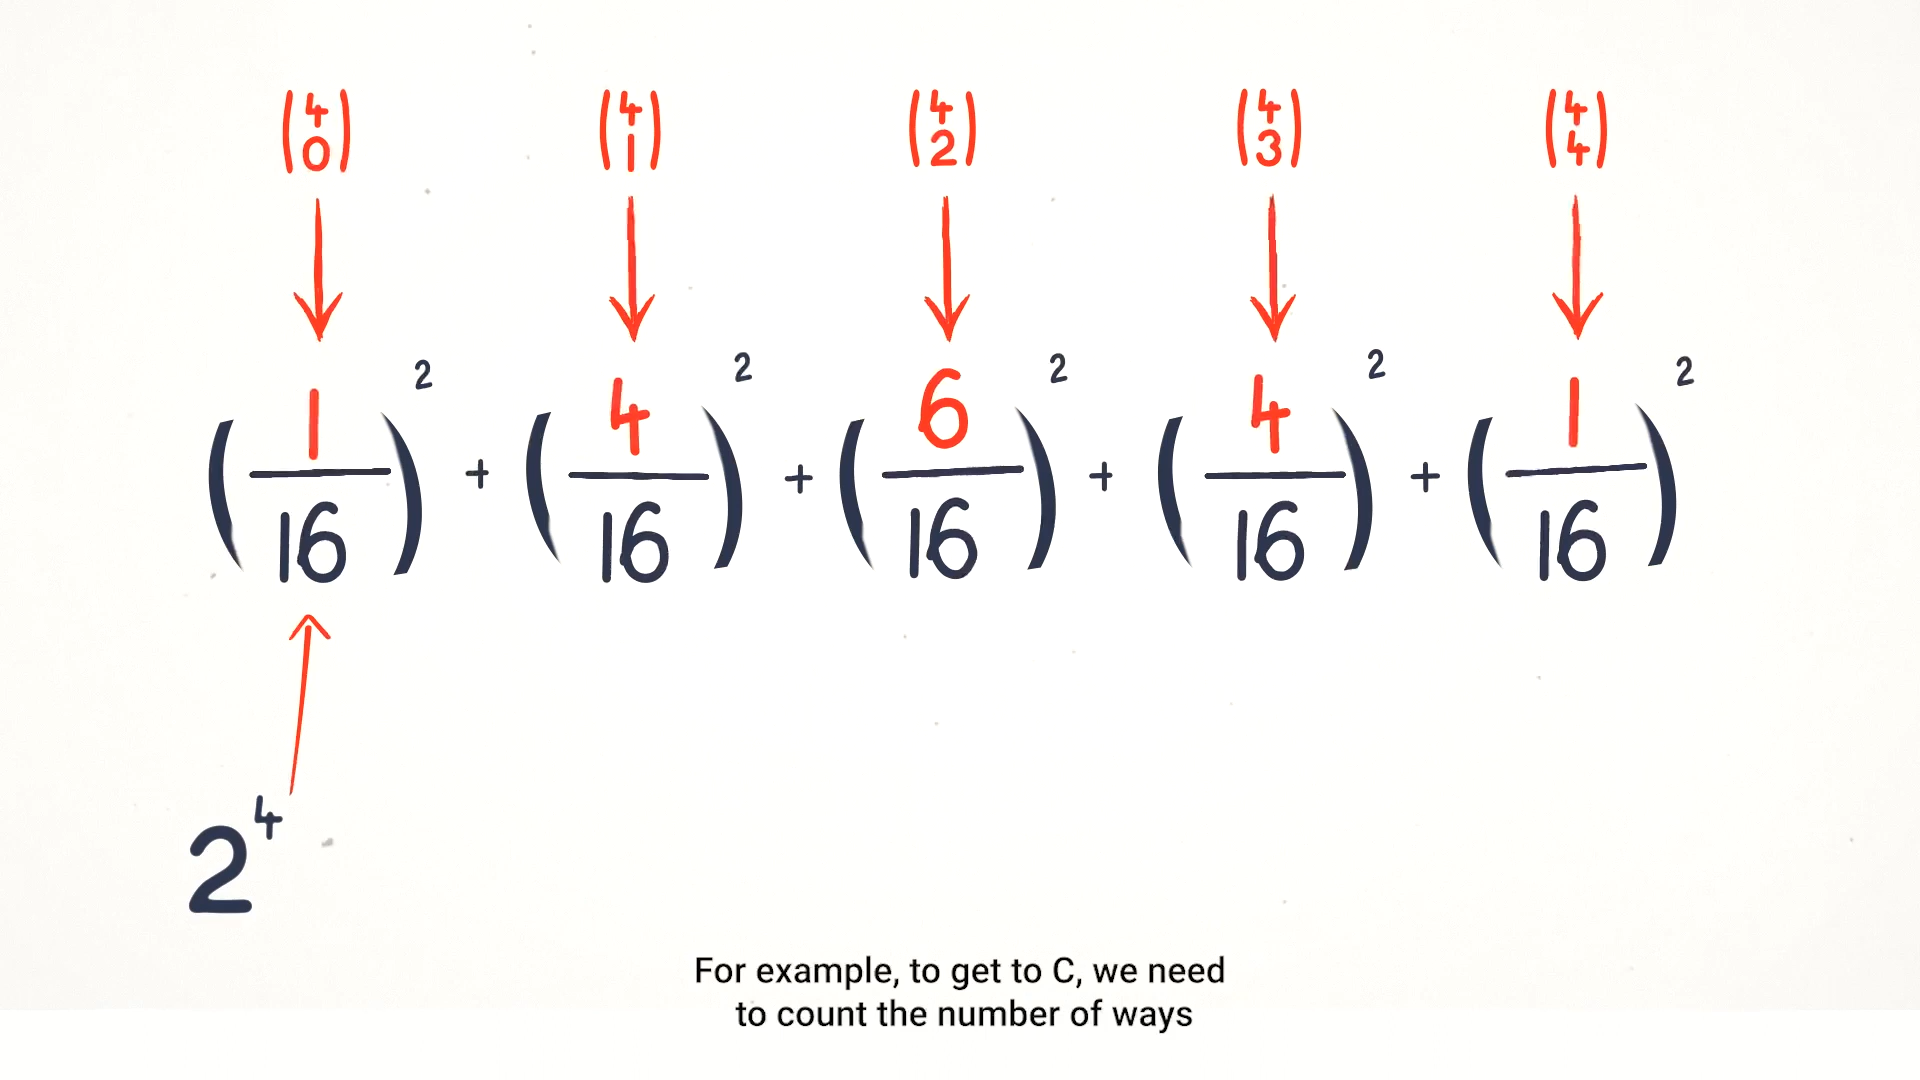 (4 0) (4 1) (4 2) (4 3) (4 4)
(1/16)² + (4/16)² + (6/16)² + (4/16)² + (1/16)²
2⁴
For example, to get to C, we need
to count the number of ways